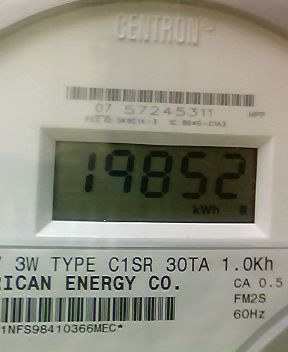 CENTRON®
07 57245311
HPP
19852
kWh
3W TYPE C1SR 30TA 1.0Kh
RICAN ENERGY CO.
CA 0.5
FM2S
60Hz
1NFS98410366MEC*